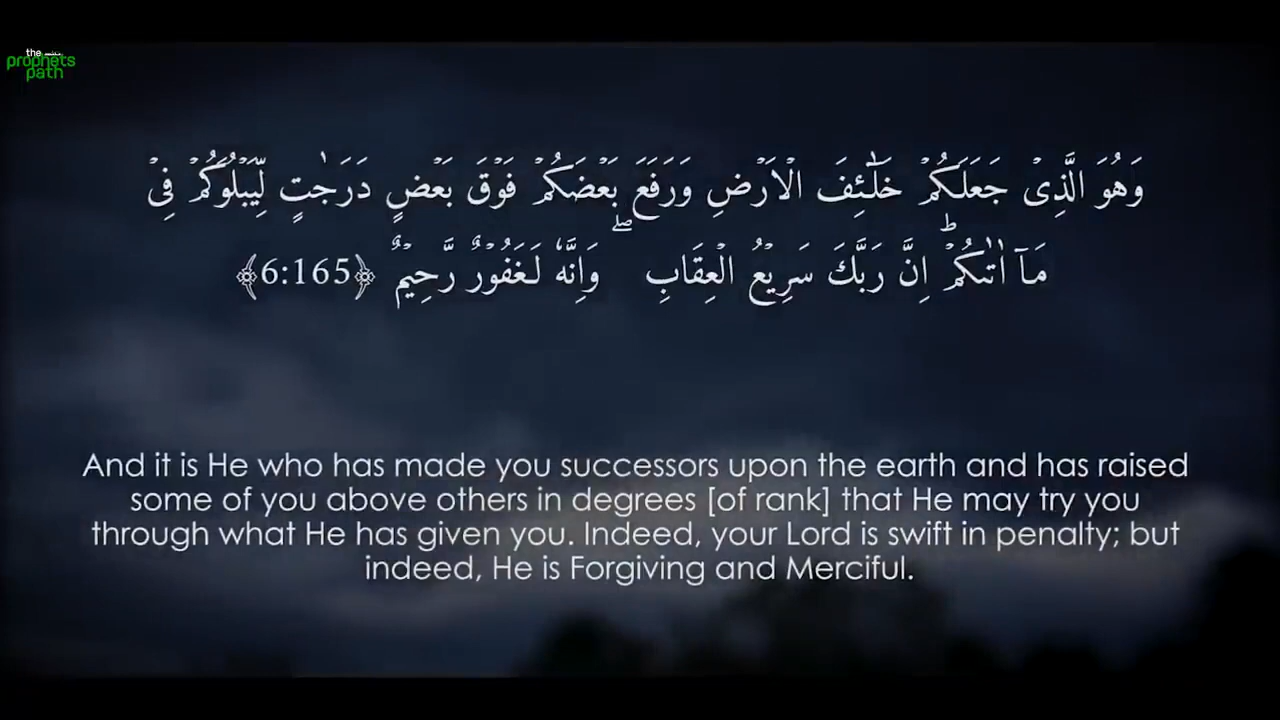 the
prophets
path
وَهُوَ الَّذِىْ جَعَلَكُمْ خَلٰٓئِفَ الْاَرْضِ وَرَفَعَ بَعْضَكُمْ فَوْقَ بَعْضٍ دَرَجٰتٍ لِّيَبْلُوَكُمْ فِىْ
مَاۤ اٰتٰٮكُمْ ؕ اِنَّ رَبَّكَ سَرِيْعُ الْعِقَابِ ۖ وَاِنَّهٗ لَـغَفُوْرٌ رَّحِيْمٌ ﴿6:165﴾
And it is He who has made you successors upon the earth and has raised
some of you above others in degrees [of rank] that He may try you
through what He has given you. Indeed, your Lord is swift in penalty; but
indeed, He is Forgiving and Merciful.